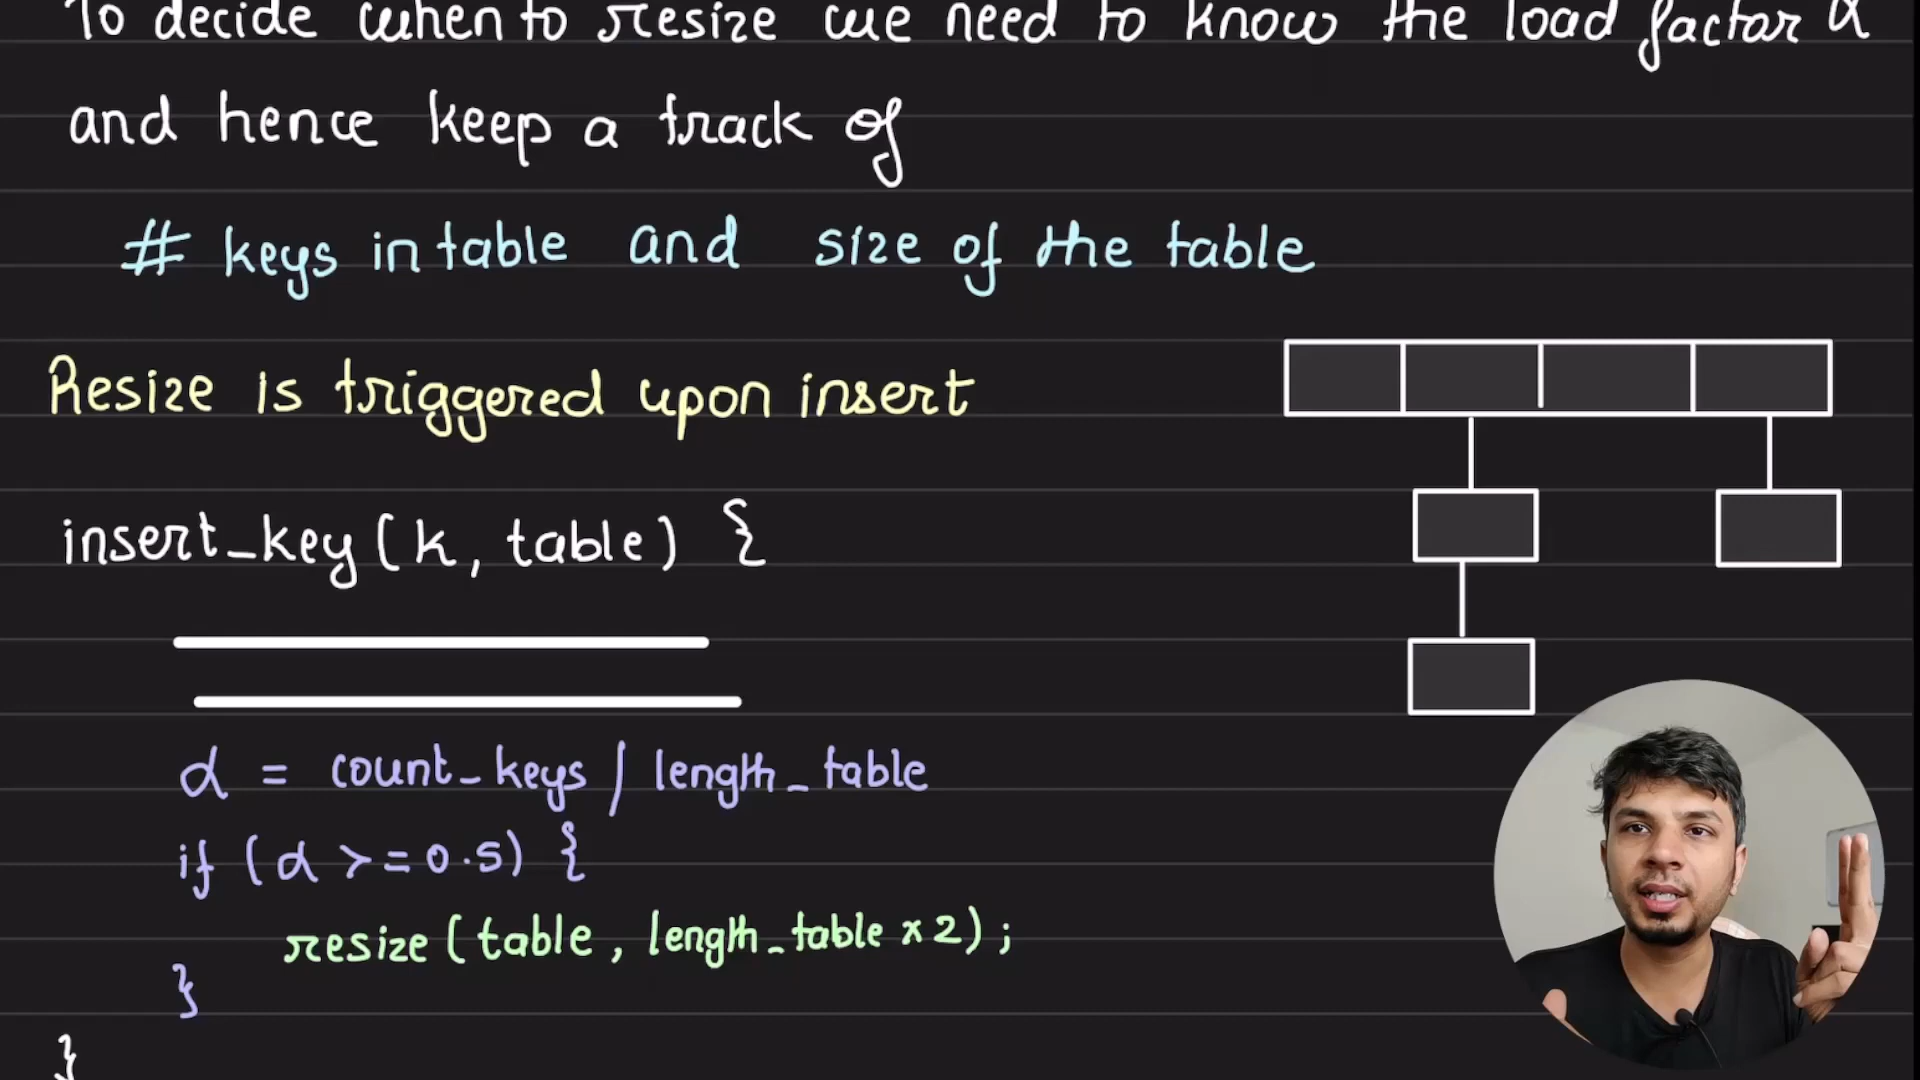 To decide when to resize we need to know the load factor α
and hence keep a track of
# keys in table and size of the table
Resize is triggered upon insert
insert_key(k, table) {
α = count_keys / length_table
if (α >= 0.5) {
resize(table, length_table × 2);
}
}